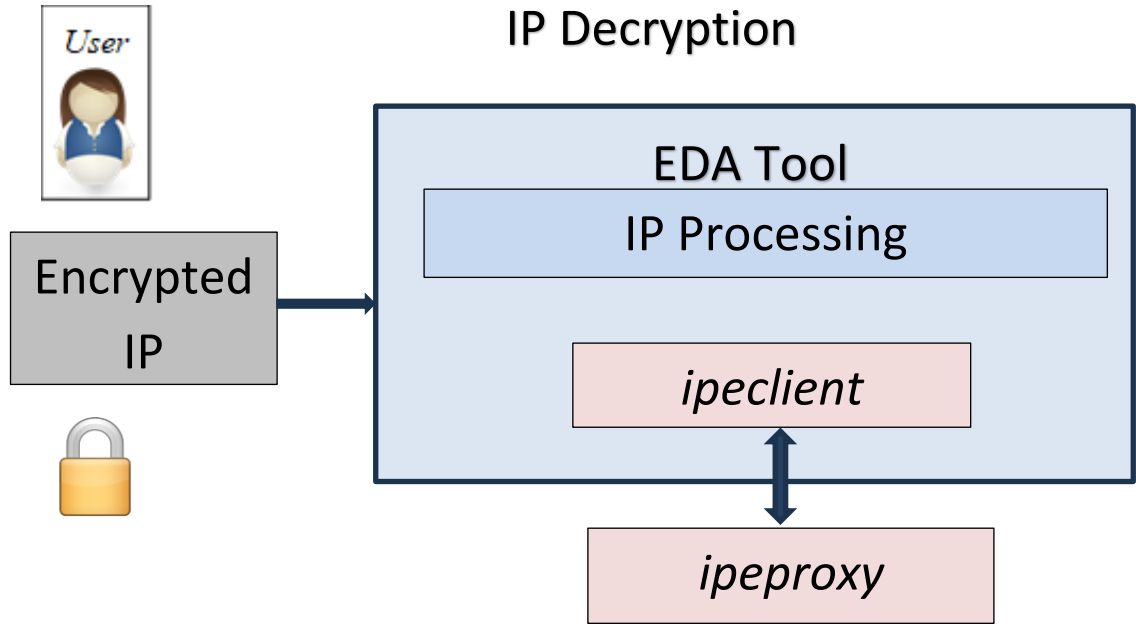 User
IP Decryption
EDA Tool
IP Processing
Encrypted
IP
ipeclient
ipeproxy